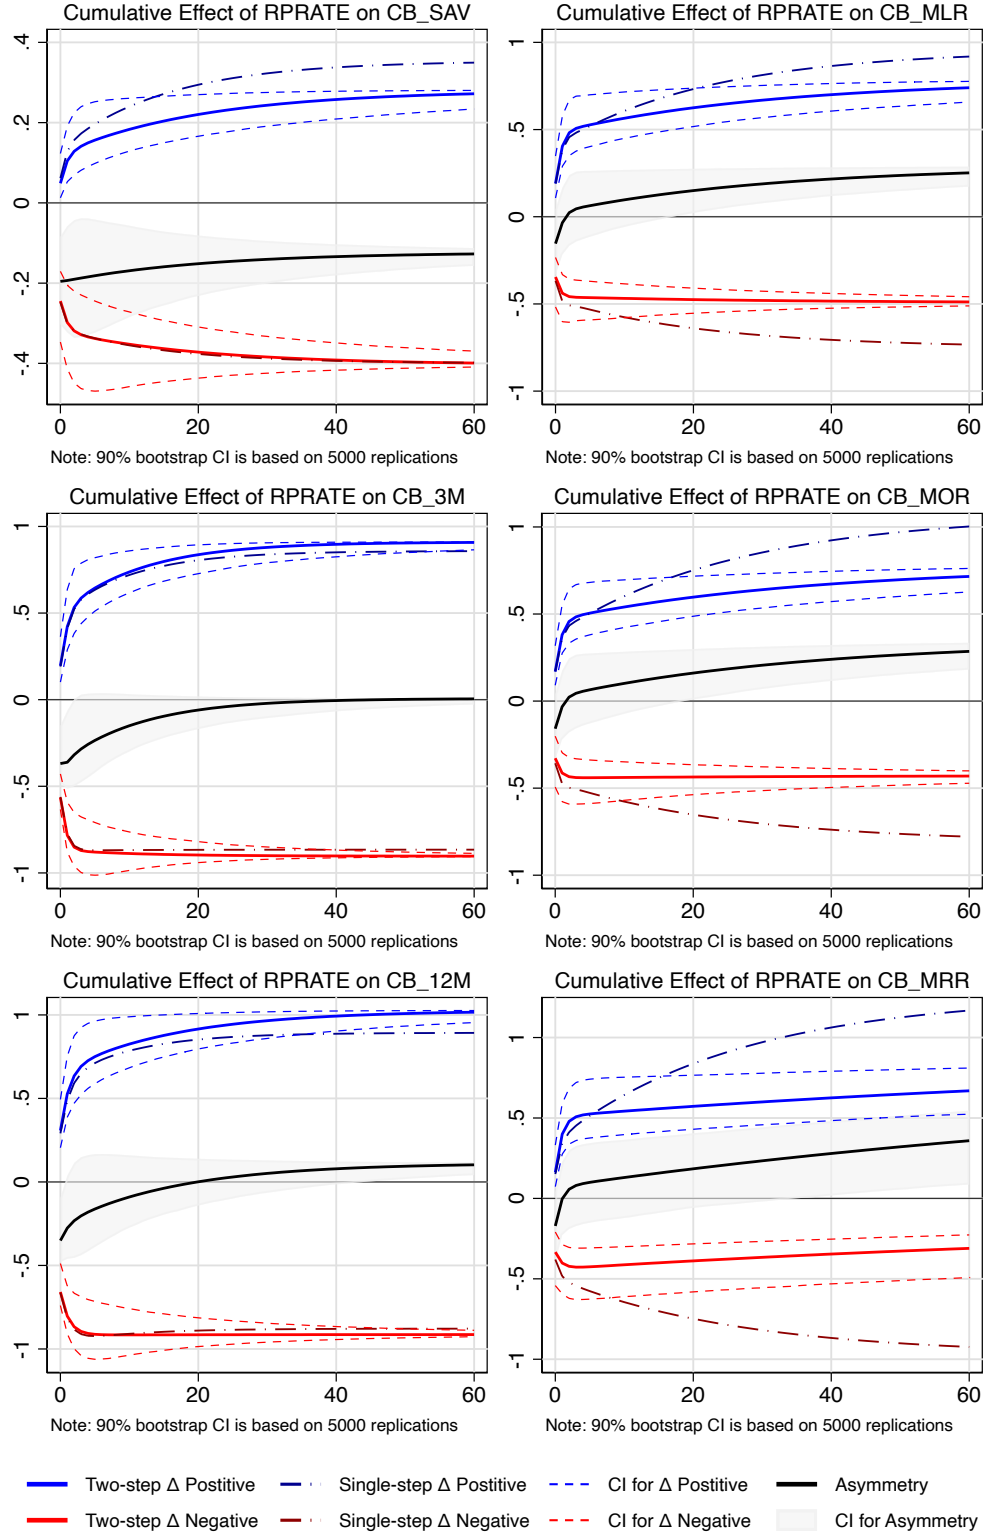 Cumulative Effect of RPRATE on CB_SAV
.4
.2
0
-.2
-.4
0 20 40 60
Note: 90% bootstrap CI is based on 5000 replications
Cumulative Effect of RPRATE on CB_MLR
1
.5
0
-.5
-1
0 20 40 60
Note: 90% bootstrap CI is based on 5000 replications
Cumulative Effect of RPRATE on CB_3M
1
.5
0
-.5
-1
0 20 40 60
Note: 90% bootstrap CI is based on 5000 replications
Cumulative Effect of RPRATE on CB_MOR
1
.5
0
-.5
-1
0 20 40 60
Note: 90% bootstrap CI is based on 5000 replications
Cumulative Effect of RPRATE on CB_12M
1
.5
0
-.5
-1
0 20 40 60
Note: 90% bootstrap CI is based on 5000 replications
Cumulative Effect of RPRATE on CB_MRR
1
.5
0
-.5
-1
0 20 40 60
Note: 90% bootstrap CI is based on 5000 replications
Two-step Δ Postitive Single-step Δ Postitive CI for Δ Postitive Asymmetry
Two-step Δ Negative Single-step Δ Negative CI for Δ Negative CI for Asymmetry